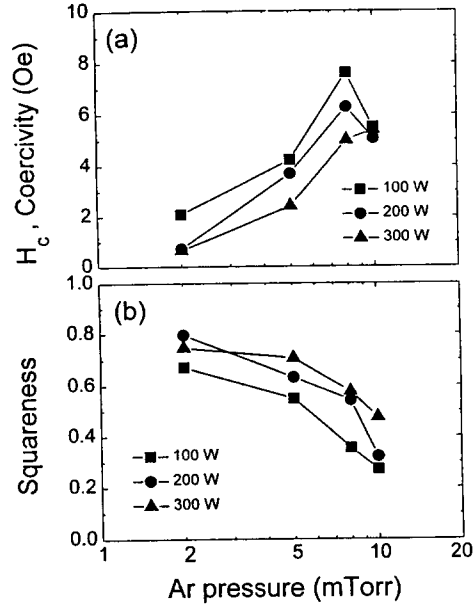 (a)
H_c , Coercivity (Oe)
10
8
6
4
2
0
100 W
200 W
300 W
(b)
Squareness
1.0
0.8
0.6
0.4
0.2
0.0
100 W
200 W
300 W
1 2 5 10 20
Ar pressure (mTorr)